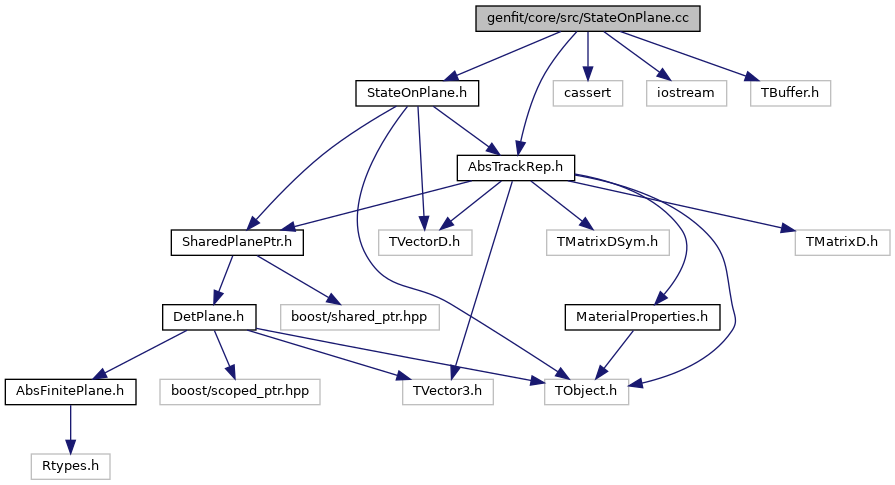 genfit/core/src/StateOnPlane.cc
StateOnPlane.h
cassert
iostream
TBuffer.h
AbsTrackRep.h
SharedPlanePtr.h
TVectorD.h
TMatrixDSym.h
TMatrixD.h
DetPlane.h
boost/shared_ptr.hpp
MaterialProperties.h
AbsFinitePlane.h
boost/scoped_ptr.hpp
TVector3.h
TObject.h
Rtypes.h